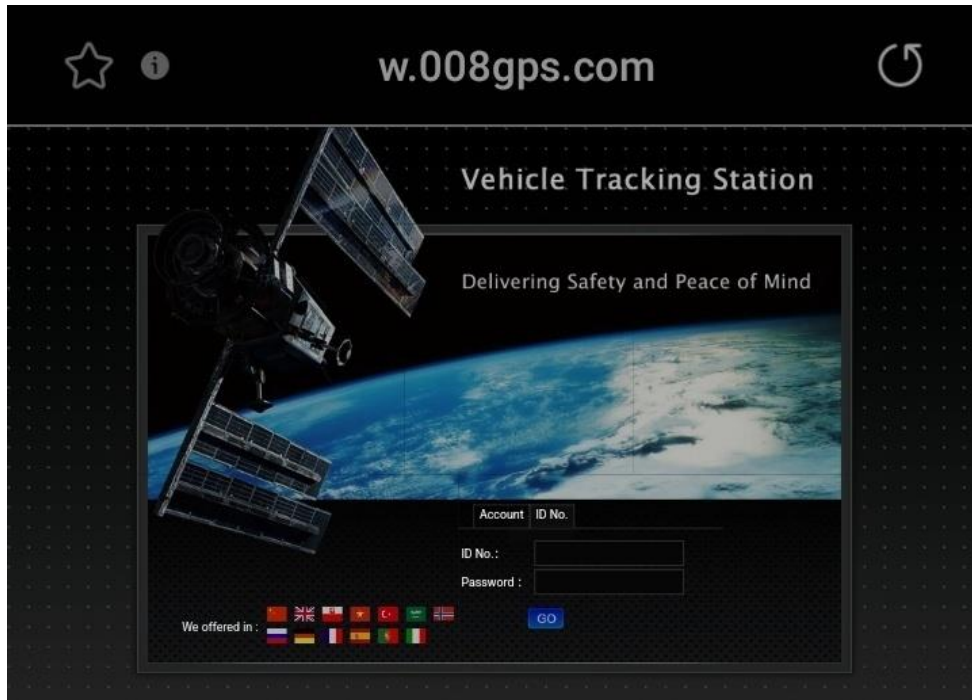 w.008gps.com
Vehicle Tracking Station
Delivering Safety and Peace of Mind
Account ID No.
ID No.:
Password :
We offered in :
GO